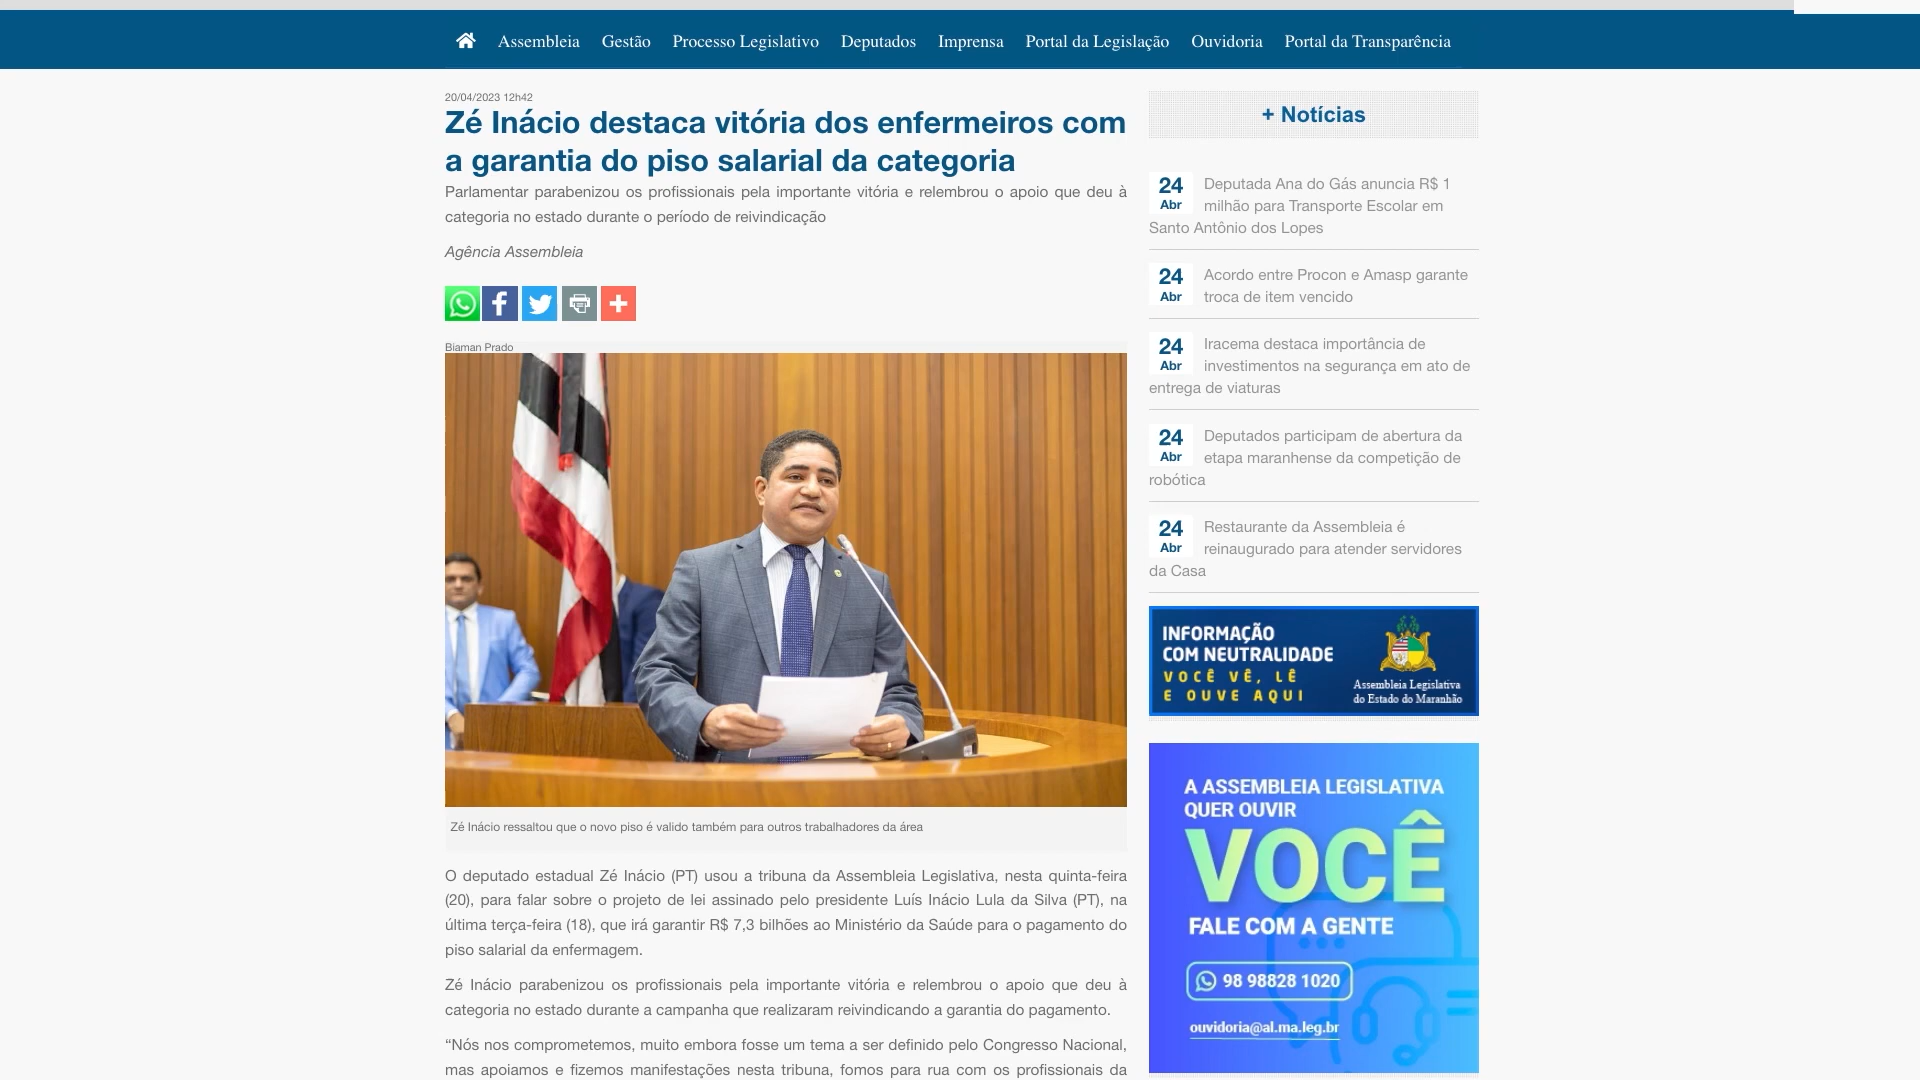 Assembleia Gestão Processo Legislativo Deputados Imprensa Portal da Legislação Ouvidoria Portal da Transparência
20/04/2023 12h42
Zé Inácio destaca vitória dos enfermeiros com
a garantia do piso salarial da categoria
Parlamentar parabenizou os profissionais pela importante vitória e relembrou o apoio que deu à
categoria no estado durante o período de reivindicação
Agência Assembleia
Biaman Prado
Zé Inácio ressaltou que o novo piso é valido também para outros trabalhadores da área
O deputado estadual Zé Inácio (PT) usou a tribuna da Assembleia Legislativa, nesta quinta-feira
(20), para falar sobre o projeto de lei assinado pelo presidente Luís Inácio Lula da Silva (PT), na
última terça-feira (18), que irá garantir R$ 7,3 bilhões ao Ministério da Saúde para o pagamento do
piso salarial da enfermagem.
Zé Inácio parabenizou os profissionais pela importante vitória e relembrou o apoio que deu à
categoria no estado durante a campanha que realizaram reivindicando a garantia do pagamento.
“Nós nos comprometemos, muito embora fosse um tema a ser definido pelo Congresso Nacional,
mas apoiamos e fizemos manifestações nesta tribuna, fomos para rua com os profissionais da
+ Notícias
24 Abr
Deputada Ana do Gás anuncia R$ 1
milhão para Transporte Escolar em
Santo Antônio dos Lopes
24 Abr
Acordo entre Procon e Amasp garante
troca de item vencido
24 Abr
Iracema destaca importância de
investimentos na segurança em ato de
entrega de viaturas
24 Abr
Deputados participam de abertura da
etapa maranhense da competição de
robótica
24 Abr
Restaurante da Assembleia é
reinaugurado para atender servidores
da Casa
INFORMAÇÃO
COM NEUTRALIDADE
VOCÊ VÊ, LÊ
E OUVE AQUI
Assembleia Legislativa
do Estado do Maranhão
A ASSEMBLEIA LEGISLATIVA
QUER OUVIR
VOCÊ
FALE COM A GENTE
98 98828 1020
ouvidoria@al.ma.leg.br